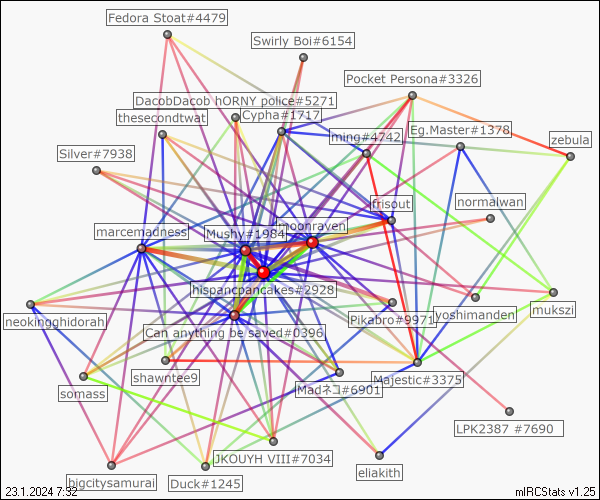 Fedora Stoat#4479
Swirly Boi#6154
Pocket Persona#3326
DacobDacob hORNY police#5271
thesecondtwat
Cypha#1717
ming#4742
Eg.Master#1378
zebula
Silver#7938
frisout
normalwan
marcemadness
Mushy#1984
moonraven
hispancpancakes#2928
neokingghidorah
Can anything be saved#0396
Pikabro#9971
yoshimanden
mukszi
somass
shawntee9
Madネコ#6901
Majestic#3375
LPK2387 #7690
JKOUYH VIII#7034
eliakith
bigcitysamurai
Duck#1245
23.1.2024 7:32
mIRCStats v1.25